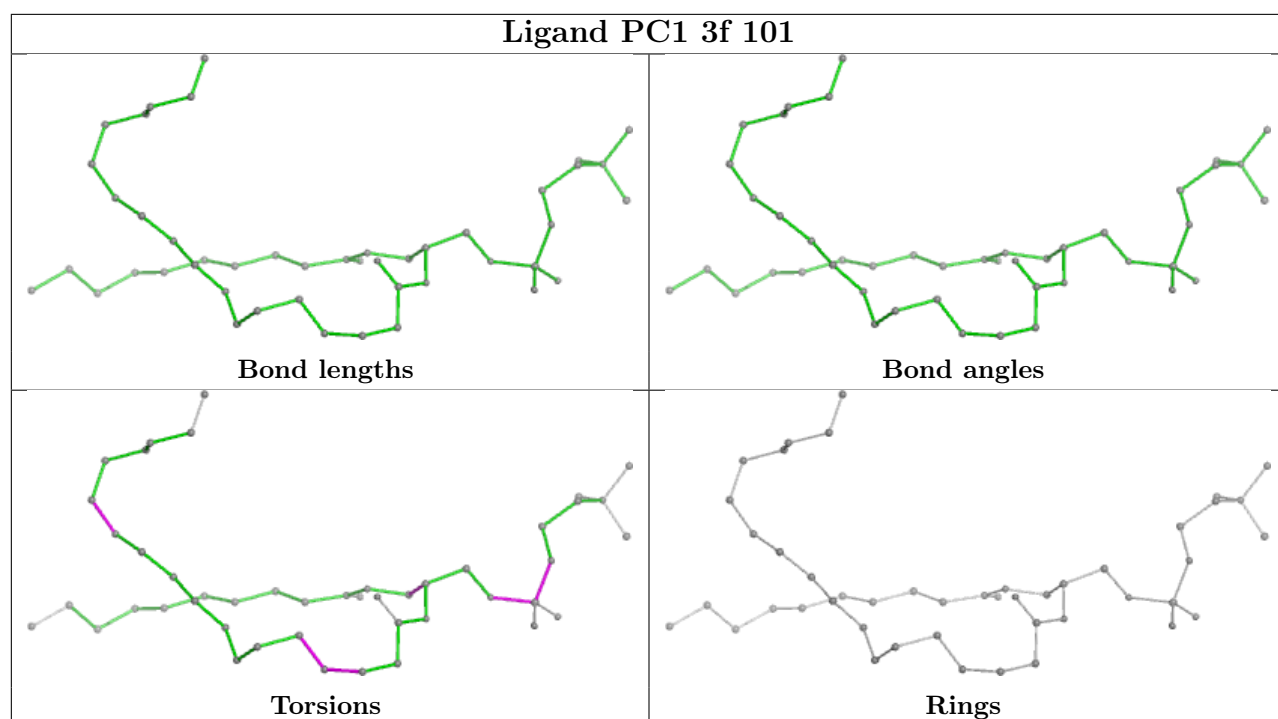 Ligand PC1 3f 101
Bond lengths
Bond angles
Torsions
Rings